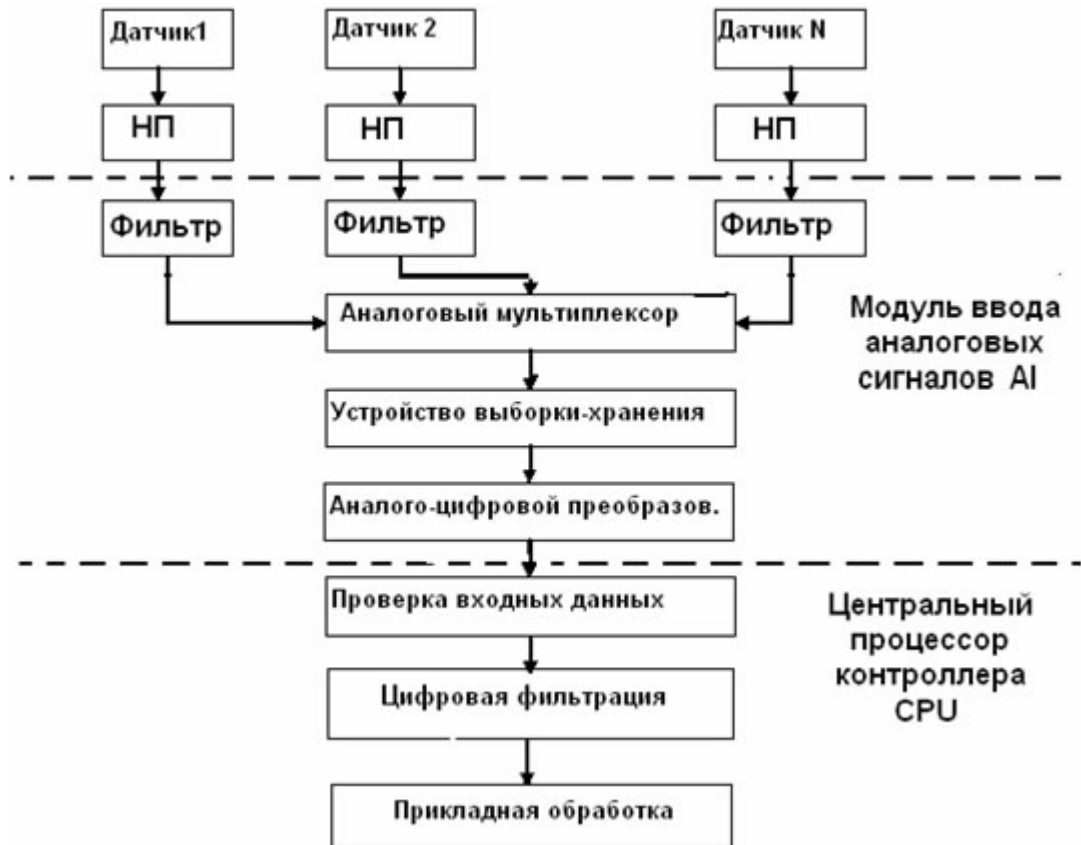 Датчик1
Датчик 2
Датчик N
НП
НП
НП
Фильтр
Фильтр
Фильтр
Аналоговый мультиплексор
Модуль ввода
аналоговых
сигналов AI
Устройство выборки-хранения
Аналого-цифровой преобразов.
Проверка входных данных
Центральный
процессор
контроллера
CPU
Цифровая фильтрация
Прикладная обработка